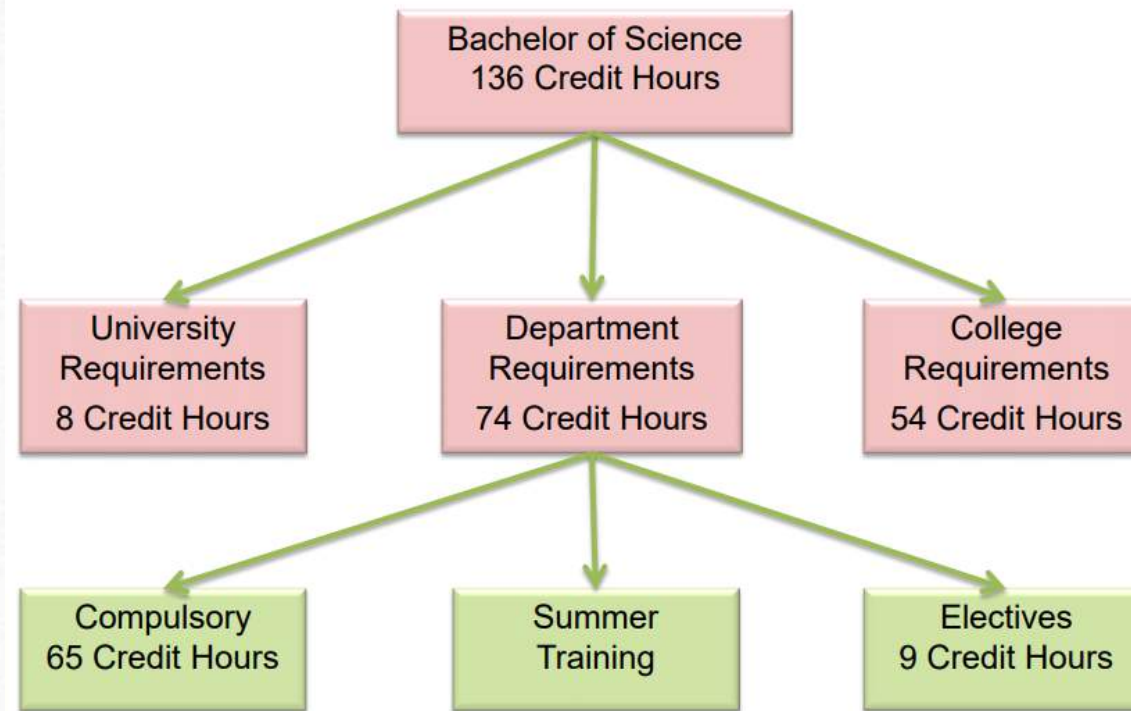 Bachelor of Science
136 Credit Hours
University
Requirements
8 Credit Hours
Department
Requirements
74 Credit Hours
College
Requirements
54 Credit Hours
Compulsory
65 Credit Hours
Summer
Training
Electives
9 Credit Hours